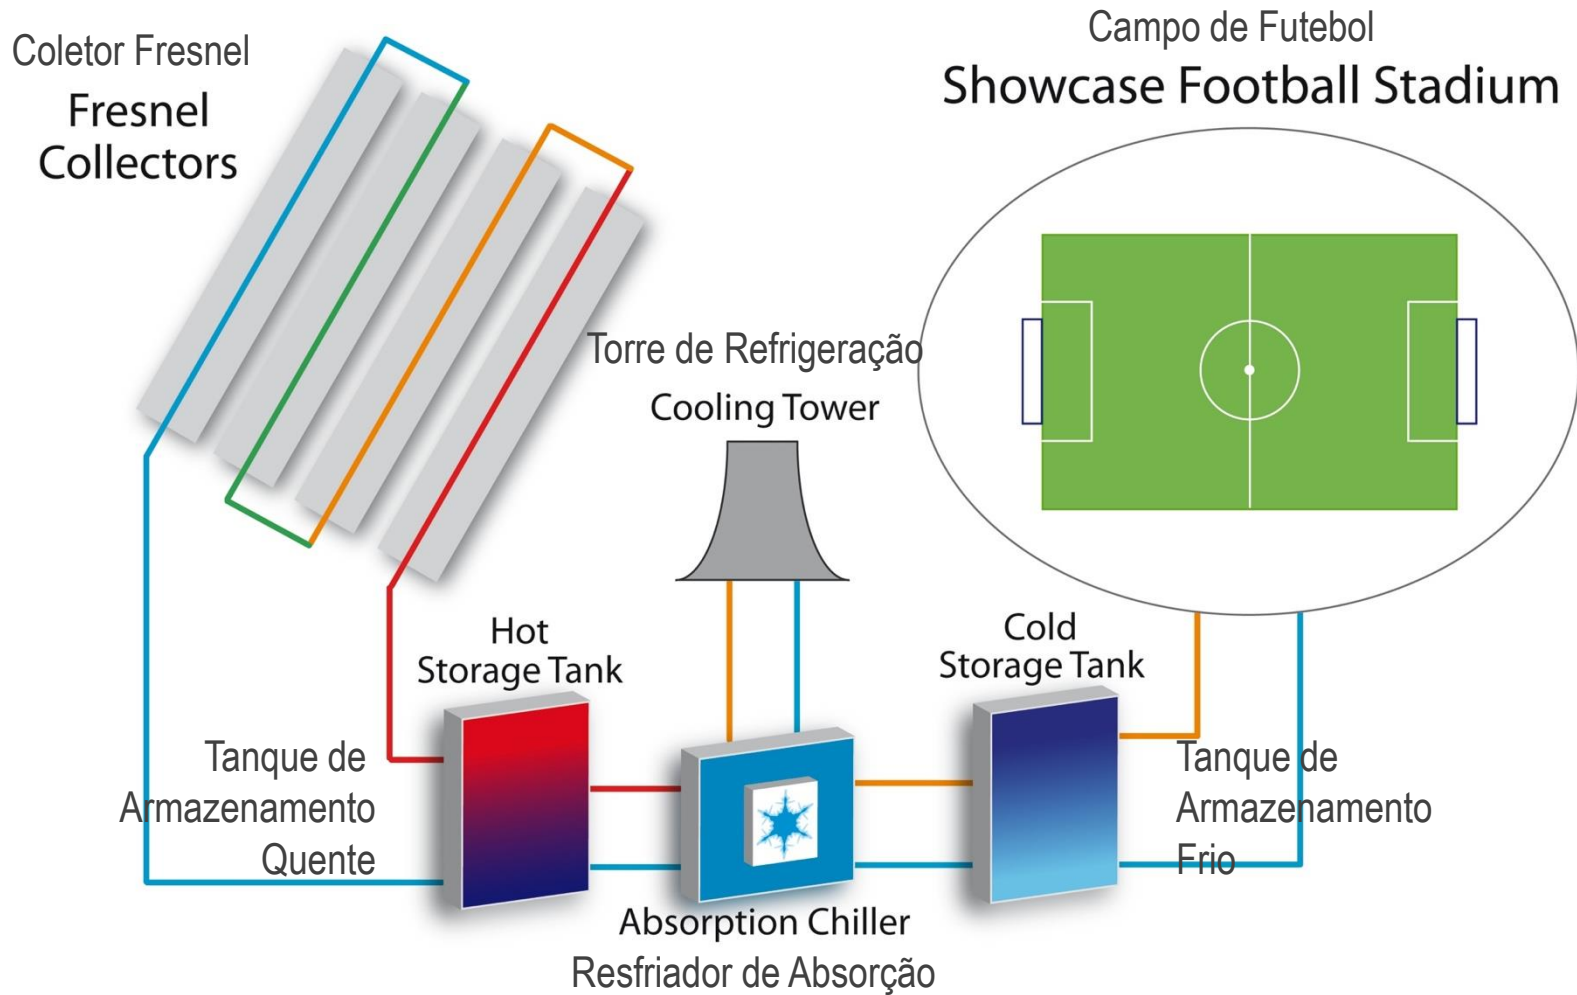 Coletor Fresnel
Fresnel
Collectors
Campo de Futebol
Showcase Football Stadium
Torre de Refrigeração
Cooling Tower
Hot
Storage Tank
Cold
Storage Tank
Tanque de
Armazenamento
Quente
Tanque de
Armazenamento
Frio
Absorption Chiller
Resfriador de Absorção